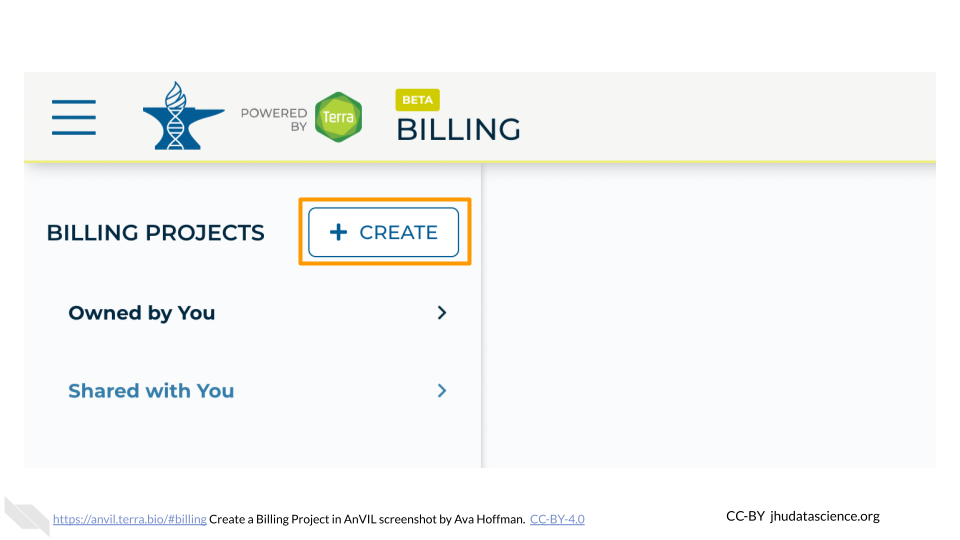 POWERED
BY
Terra
BETA
BILLING
BILLING PROJECTS
+ CREATE
Owned by You
Shared with You
https://anvil.terra.bio/#billing Create a Billing Project in AnVIL screenshot by Ava Hoffman. CC-BY-4.0
CC-BY jhudatascience.org